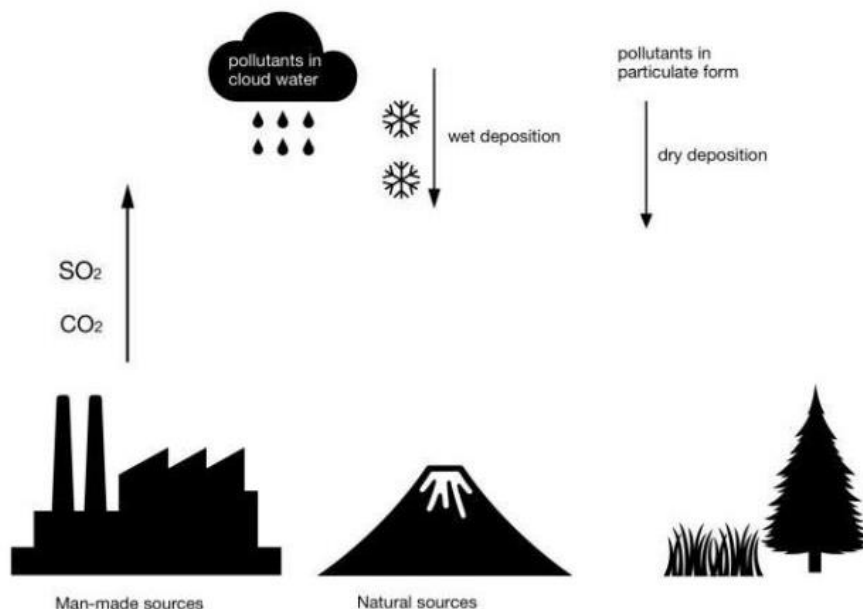 pollutants in
cloud water
pollutants in
particulate form
wet deposition
dry deposition
SO₂
CO₂
Man-made sources
Natural sources